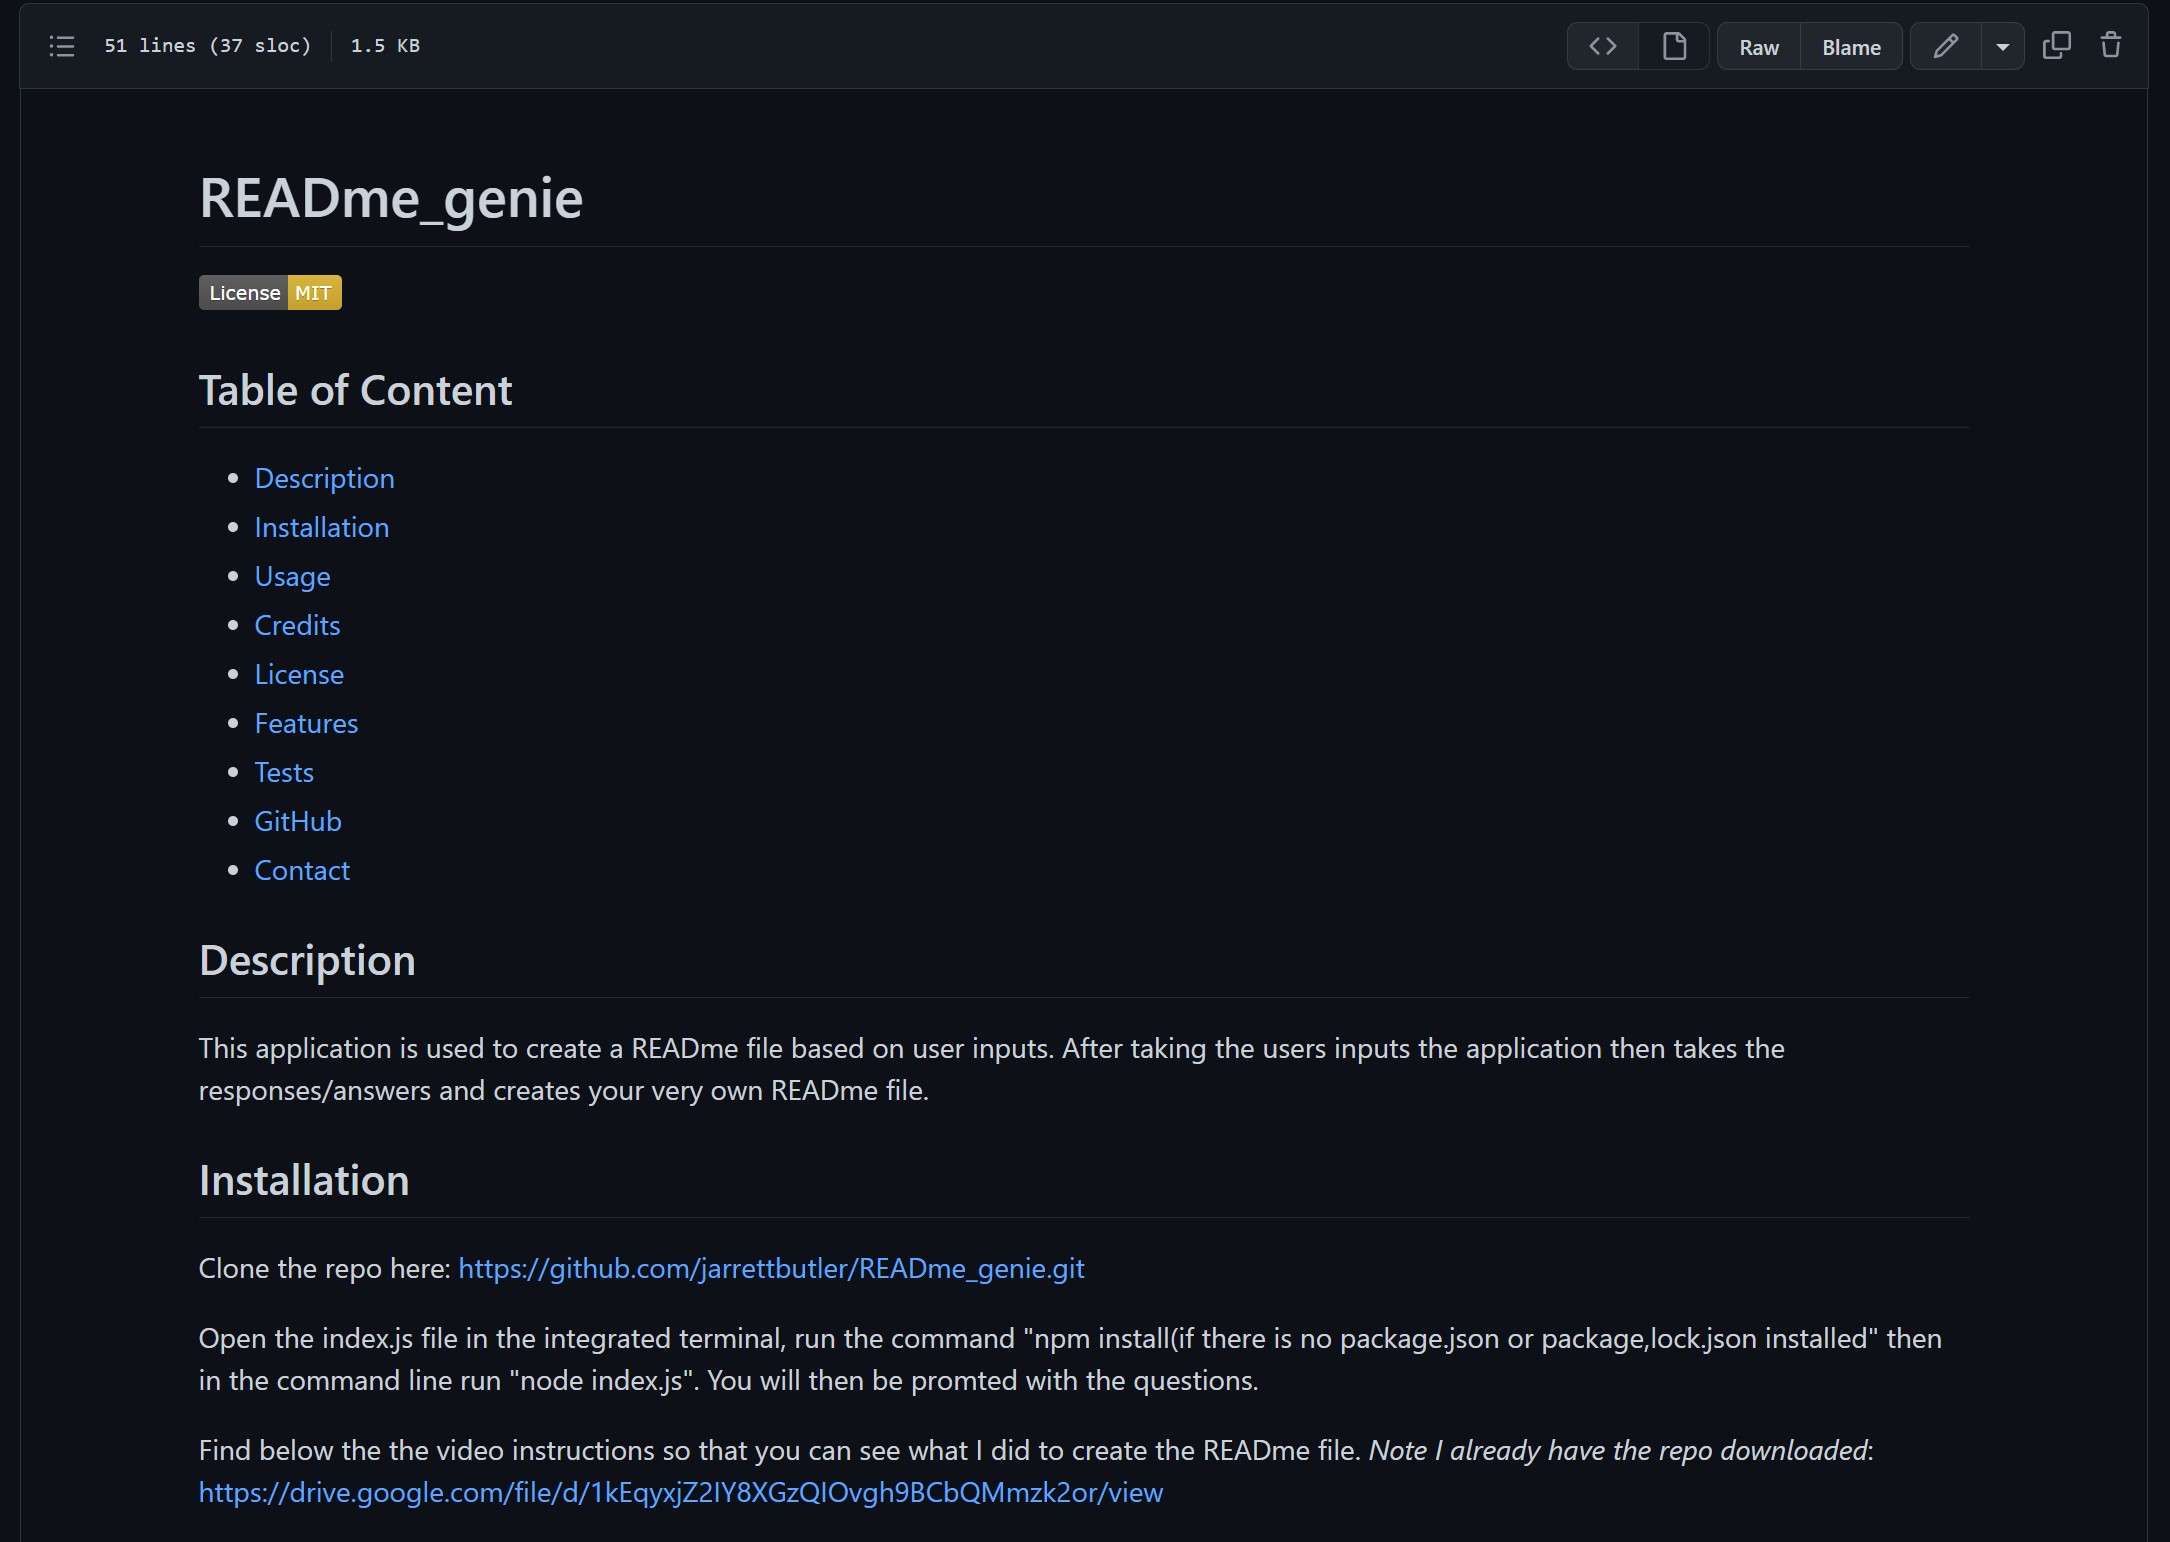 51 lines (37 sloc) 1.5 KB Raw Blame
READme_genie
License MIT
Table of Content
Description
Installation
Usage
Credits
License
Features
Tests
GitHub
Contact
Description
This application is used to create a READme file based on user inputs. After taking the users inputs the application then takes the
responses/answers and creates your very own READme file.
Installation
Clone the repo here: https://github.com/jarrettbutler/READme_genie.git
Open the index.js file in the integrated terminal, run the command "npm install(if there is no package.json or package,lock.json installed" then
in the command line run "node index.js". You will then be promted with the questions.
Find below the the video instructions so that you can see what I did to create the READme file. Note I already have the repo downloaded:
https://drive.google.com/file/d/1kEqyxjZ2IY8XGzQIOvgh9BCbQMmzk2or/view